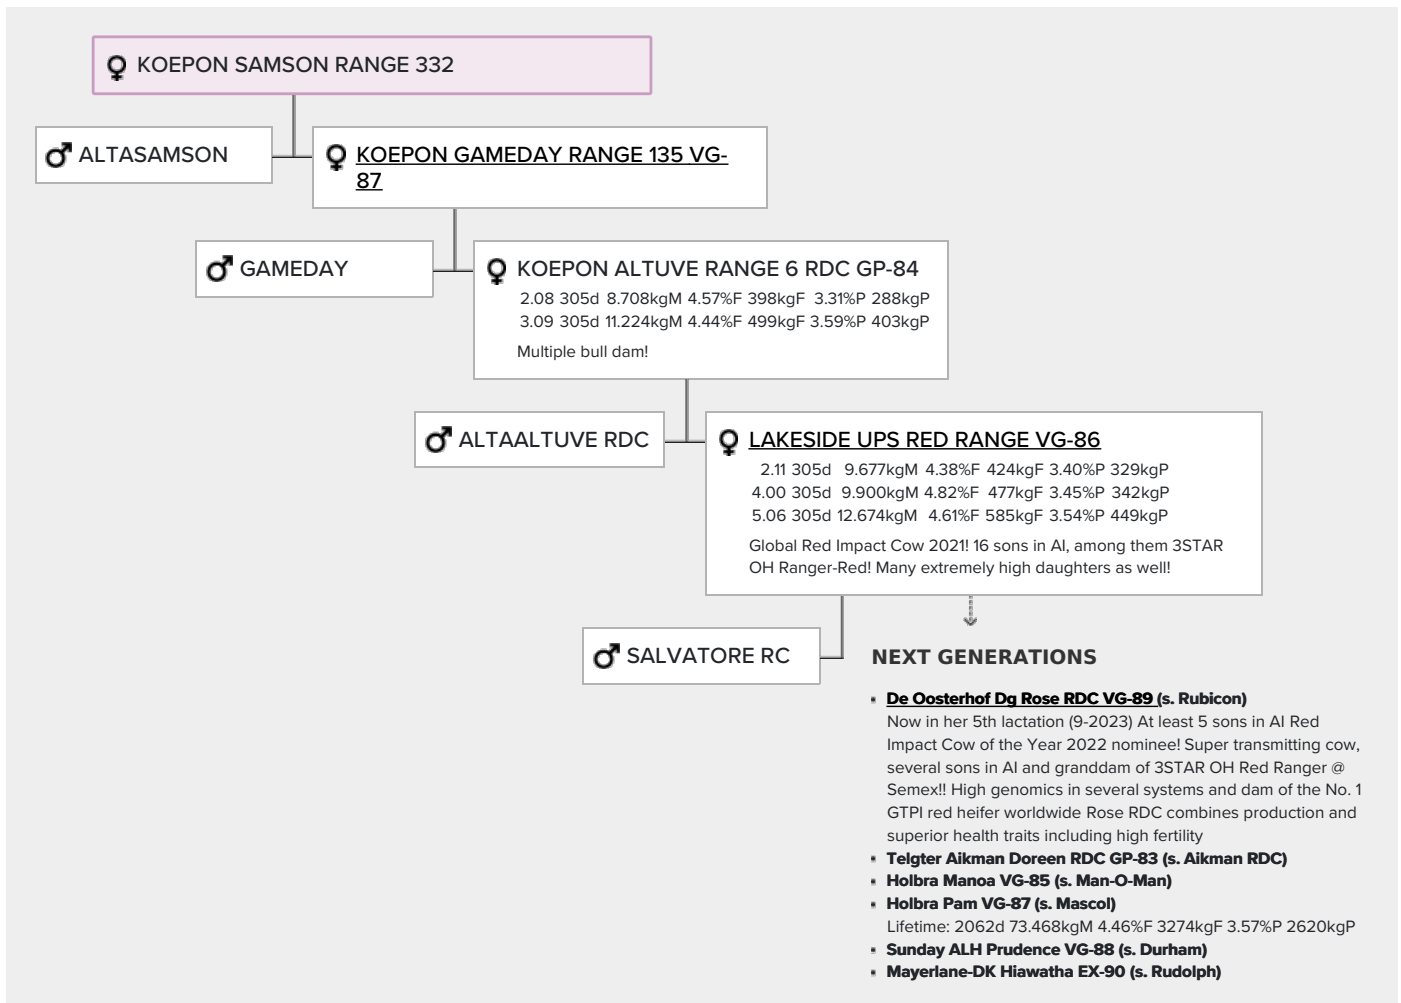 KOEPON SAMSON RANGE 332
ALTASAMSON
KOEPON GAMEDAY RANGE 135 VG-
87
GAMEDAY
KOEPON ALTUVE RANGE 6 RDC GP-84
2.08 305d 8.708kgM 4.57%F 398kgF 3.31%P 288kgP
3.09 305d 11.224kgM 4.44%F 499kgF 3.59%P 403kgP
Multiple bull dam!
ALTAALTUVE RDC
LAKESIDE UPS RED RANGE VG-86
2.11 305d 9.677kgM 4.38%F 424kgF 3.40%P 329kgP
4.00 305d 9.900kgM 4.82%F 477kgF 3.45%P 342kgP
5.06 305d 12.674kgM 4.61%F 585kgF 3.54%P 449kgP
Global Red Impact Cow 2021! 16 sons in AI, among them 3STAR
OH Ranger-Red! Many extremely high daughters as well!
SALVATORE RC
NEXT GENERATIONS
De Oosterhof Dg Rose RDC VG-89 (s. Rubicon)
Now in her 5th lactation (9-2023) At least 5 sons in AI Red
Impact Cow of the Year 2022 nominee! Super transmitting cow,
several sons in AI and granddam of 3STAR OH Red Ranger @
Semex!! High genomics in several systems and dam of the No. 1
GTPI red heifer worldwide Rose RDC combines production and
superior health traits including high fertility
Telgter Aikman Doreen RDC GP-83 (s. Aikman RDC)
Holbra Manoa VG-85 (s. Man-O-Man)
Holbra Pam VG-87 (s. Mascol)
Lifetime: 2062d 73.468kgM 4.46%F 3274kgF 3.57%P 2620kgP
Sunday ALH Prudence VG-88 (s. Durham)
Mayerlane-DK Hiawatha EX-90 (s. Rudolph)